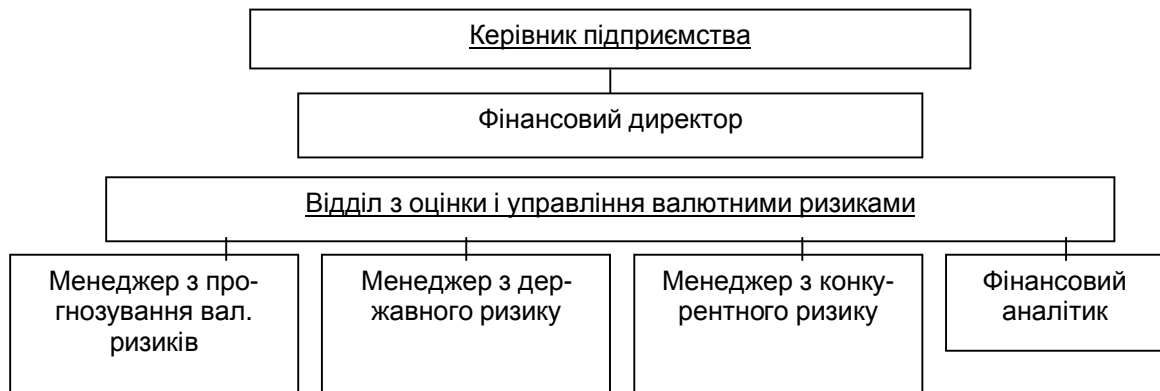 Керівник підприємства
Фінансовий директор
Відділ з оцінки і управління валютними ризиками
Менеджер з про-
гнозування вал.
ризиків
Менеджер з дер-
жавного ризику
Менеджер з конку-
рентного ризику
Фінансовий
аналітик